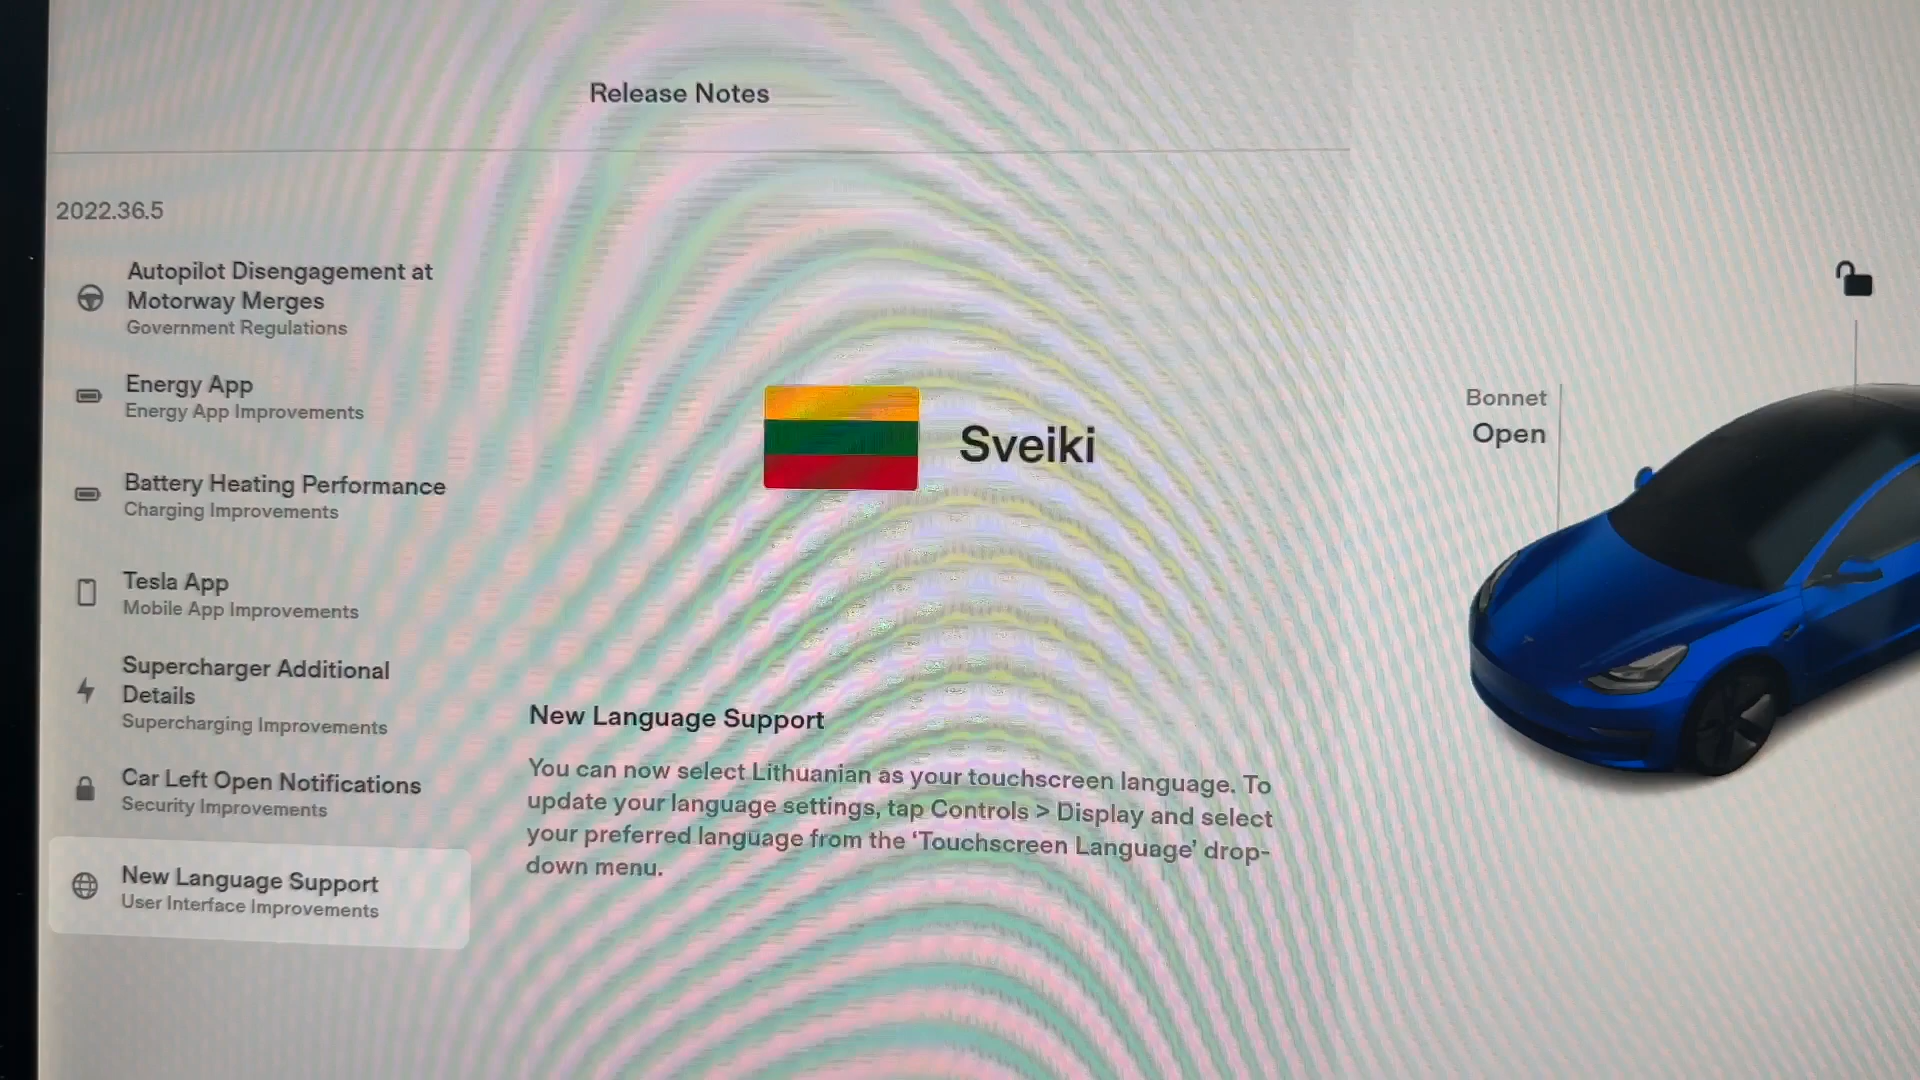 Release Notes
2022.36.5
Autopilot Disengagement at
Motorway Merges
Government Regulations
Energy App
Energy App Improvements
Battery Heating Performance
Charging Improvements
Tesla App
Mobile App Improvements
Supercharger Additional
Details
Supercharging Improvements
Car Left Open Notifications
Security Improvements
New Language Support
User Interface Improvements
Sveiki
New Language Support
You can now select Lithuanian as your touchscreen language. To
update your language settings, tap Controls > Display and select
your preferred language from the ‘Touchscreen Language’ drop-
down menu.
Bonnet
Open